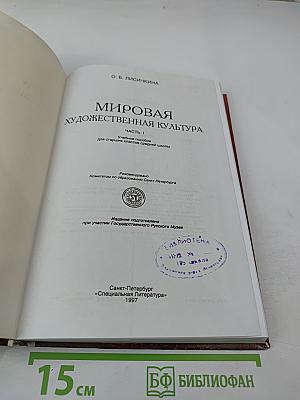 О. Б. ЛИСИЧКИНА
МИРОВАЯ
ХУДОЖЕСТВЕННАЯ КУЛЬТУРА
ЧАСТЬ I
Учебное пособие
для старших классов средней школы
Рекомендовано
Комитетом по образованию Санкт-Петербурга
Издание подготовлено
при участии Государственного Русского Музея
БИБЛИОТЕКА
Санкт-Петербург
«Специальная Литература»
1997
15 см
БФ БИБЛИОФАН